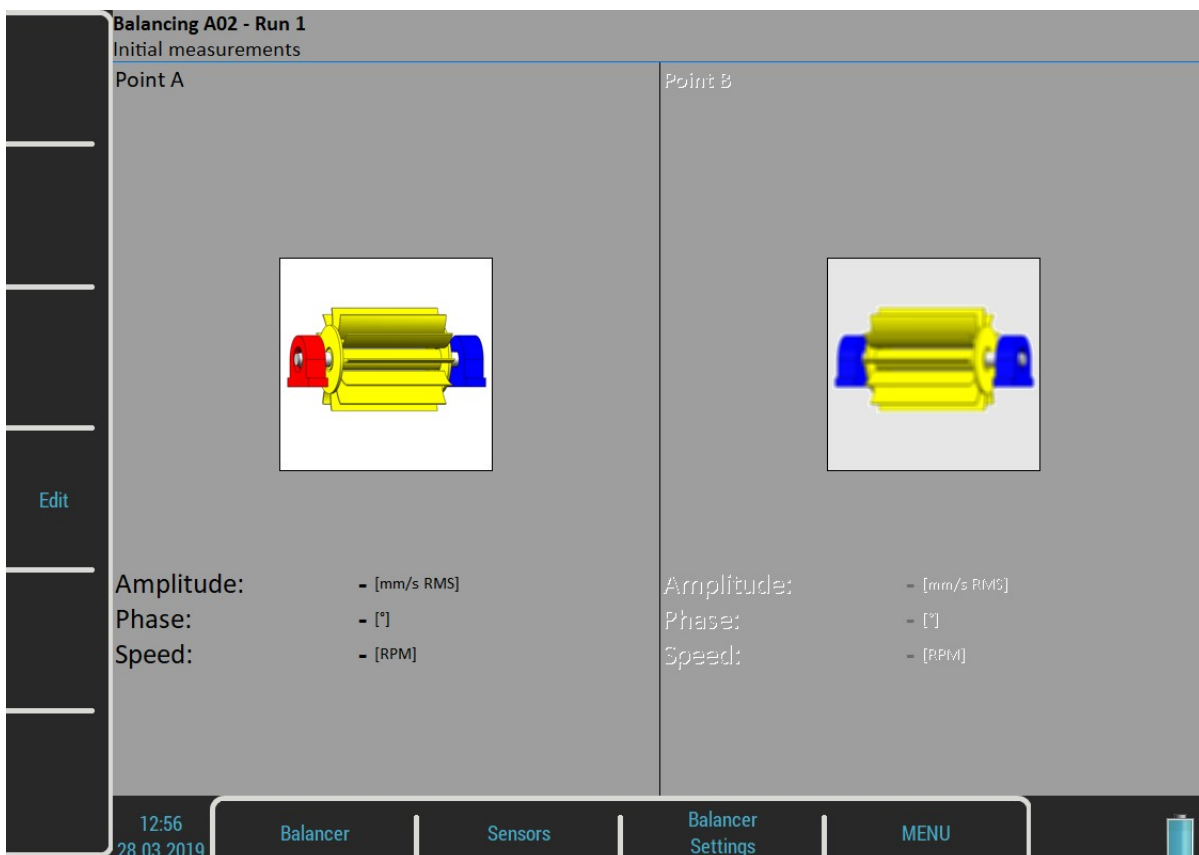 Balancing A02 - Run 1
Initial measurements
Point A
Point B
Edit
Amplitude: - [mm/s RMS]
Phase: - [°]
Speed: - [RPM]
Amplitude: - [mm/s RMS]
Phase: - [°]
Speed: - [RPM]
12:56
28.03.2019
Balancer
Sensors
Balancer
Settings
MENU